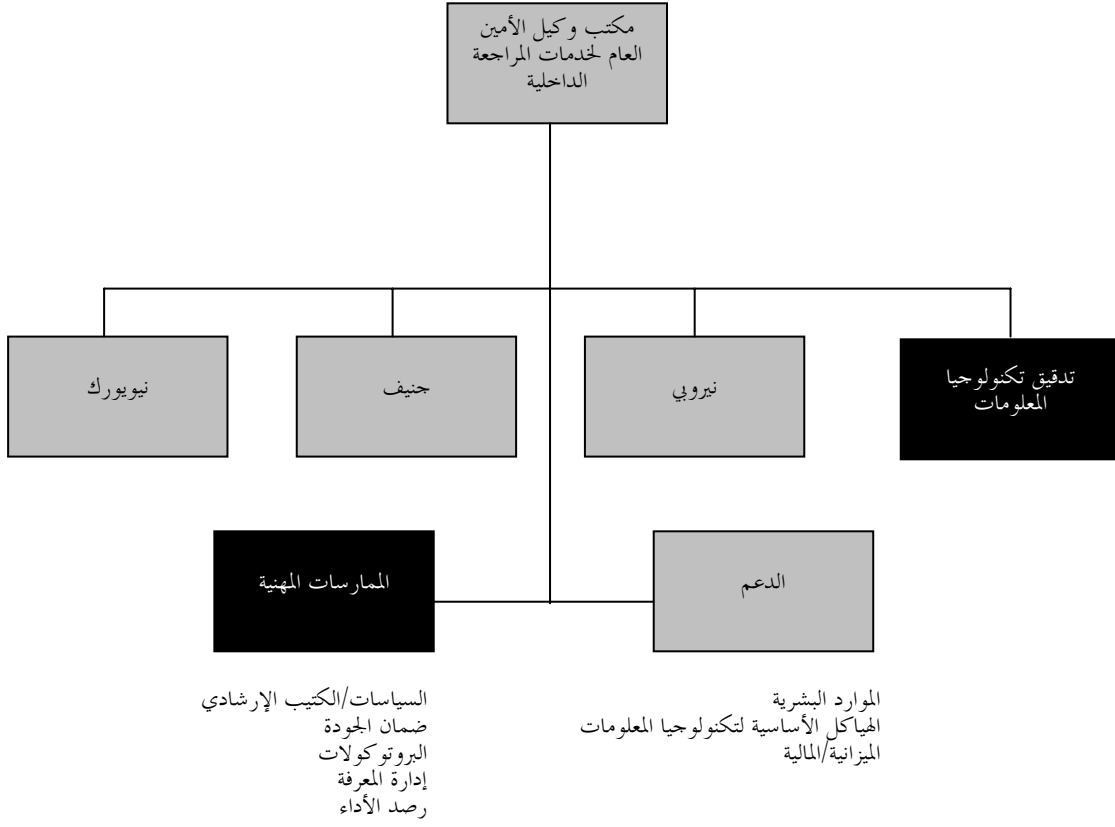 مكتب وكيل الأمين
العام لخدمات المراجعة
الداخلية
تدقيق تكنولوجيا
المعلومات
نيروبي
جنيف
نيويورك
الدعم
الممارسات المهنية
الموارد البشرية
الهياكل الأساسية لتكنولوجيا المعلومات
الميزانية/المالية
السياسات/الكتيب الإرشادي
ضمان الجودة
البروتوكولات
إدارة المعرفة
رصد الأداء